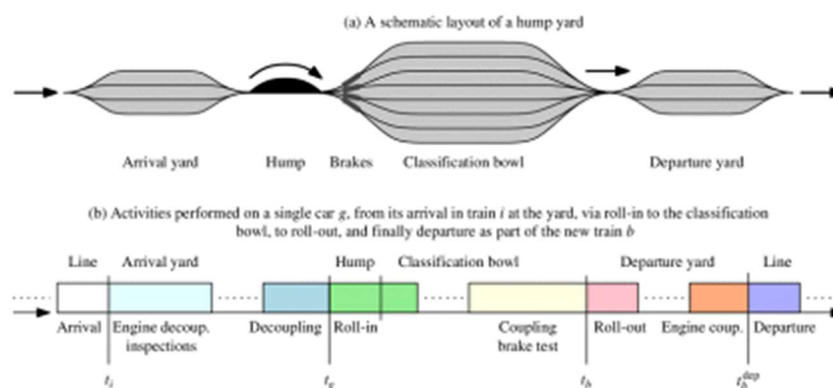 (a) A schematic layout of a hump yard
Arrival yard Hump Brakes Classification bowl Departure yard
(b) Activities performed on a single car g, from its arrival in train i at the yard, via roll-in to the classification
bowl, to roll-out, and finally departure as part of the new train b
Line Arrival yard Hump Classification bowl Departure yard Line
Arrival Engine decoup. Decoupling Roll-in Coupling Roll-out Engine coup. Departure
inspections brake test
t_i t_g t_b t_b^dep